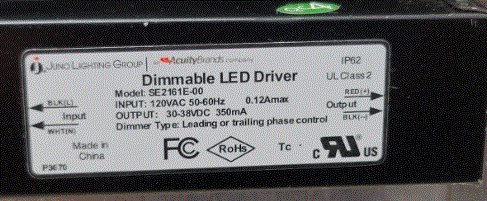 JUNO LIGHTING GROUP | an AcuityBrands company
IP62
Dimmable LED Driver
UL Class 2
Model: SE2161E-00
BLK(L)
INPUT: 120VAC 50-60Hz 0.12Amax
RED(+)
Input
OUTPUT: 30-38VDC 350mA
Output
WHT(N)
Dimmer Type: Leading or trailing phase control
BLK(-)
Made in
China
FC
RoHs
Tc
c RU US
P3670